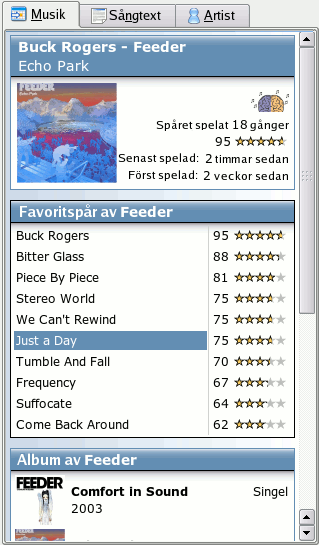 Musik Sångtext Artist
Buck Rogers - Feeder
Echo Park
FEEDER
Spåret spelat 18 gånger
95
Senast spelad: 2 timmar sedan
Först spelad: 2 veckor sedan
Favoritspår av Feeder
Buck Rogers 95
Bitter Glass 88
Piece By Piece 81
Stereo World 75
We Can't Rewind 75
Just a Day 75
Tumble And Fall 70
Frequency 67
Suffocate 64
Come Back Around 62
Album av Feeder
FEEDER
Comfort in Sound Singel
2003